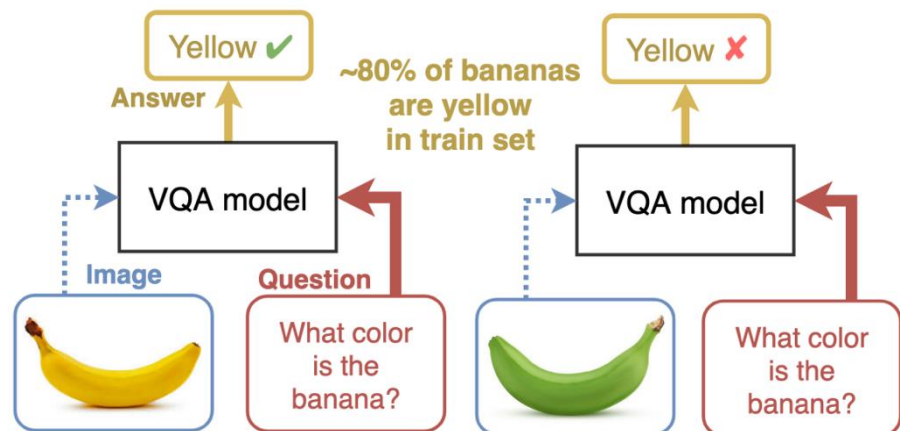 Yellow ✔
Answer
VQA model
Image
Question
What color
is the
banana?
~80% of bananas
are yellow
in train set
Yellow ✘
VQA model
What color
is the
banana?